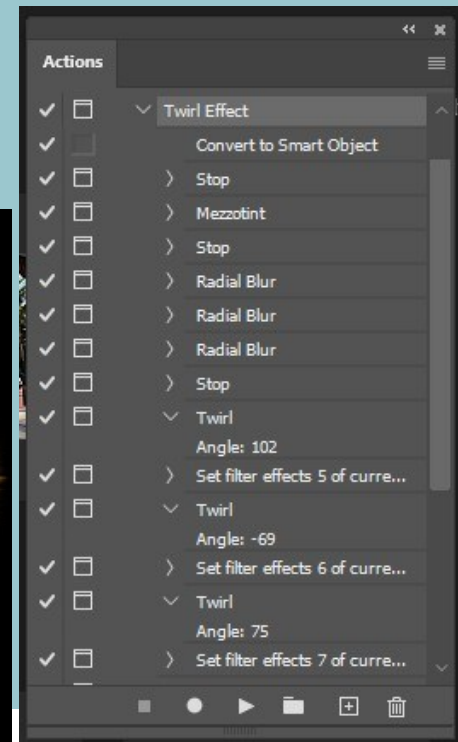 Actions
Twirl Effect
Convert to Smart Object
Stop
Mezzotint
Stop
Radial Blur
Radial Blur
Radial Blur
Stop
Twirl
Angle: 102
Set filter effects 5 of curre...
Twirl
Angle: -69
Set filter effects 6 of curre...
Twirl
Angle: 75
Set filter effects 7 of curre...